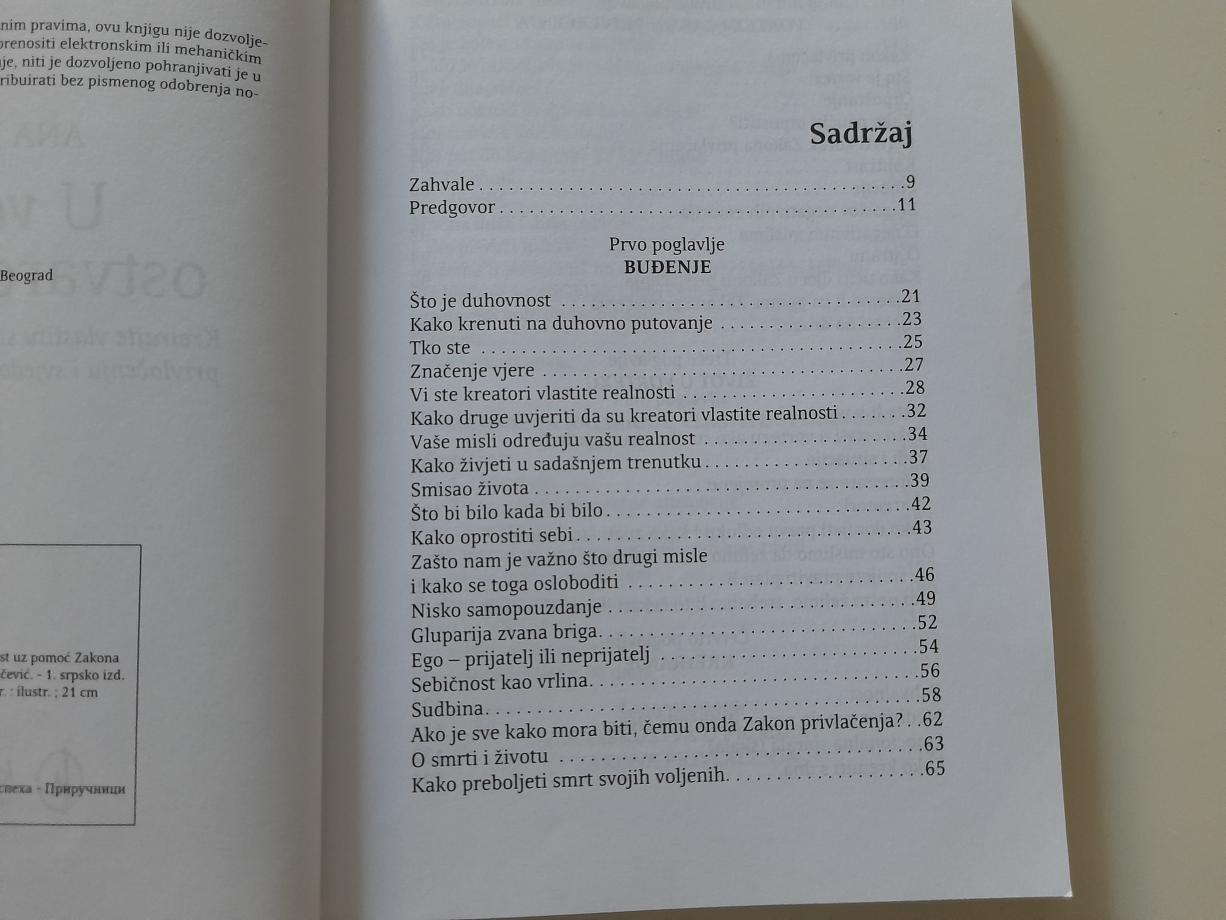 nim pravima, ovu knjigu nije dozvolje-
prenositi elektronskim ili mehaničkim
je, niti je dozvoljeno pohranjivati je u
ribuirati bez pismenog odobrenja no-
Beograd
st uz pomoć Zakona
čević. - 1. srpsko izd.
r. : ilustr. ; 21 cm
спеха - Приручници
Sadržaj
Zahvale . . . . . . . . . . . . . . . . . . . . 9
Predgovor . . . . . . . . . . . . . . . . . . . . 11
Prvo poglavlje
BUĐENJE
Što je duhovnost . . . . . . . . . . . . . . . . . . . . 21
Kako krenuti na duhovno putovanje . . . . . . . . . . . . . . . . . . . . 23
Tko ste . . . . . . . . . . . . . . . . . . . . 25
Značenje vjere . . . . . . . . . . . . . . . . . . . . 27
Vi ste kreatori vlastite realnosti . . . . . . . . . . . . . . . . . . . . 28
Kako druge uvjeriti da su kreatori vlastite realnosti . . . . . . . 32
Vaše misli određuju vašu realnost . . . . . . . . . . . . . . . . . . . . 34
Kako živjeti u sadašnjem trenutku . . . . . . . . . . . . . . . . . . . . 37
Smisao života . . . . . . . . . . . . . . . . . . . . 39
Što bi bilo kada bi bilo . . . . . . . . . . . . . . . . . . . . 42
Kako oprostiti sebi . . . . . . . . . . . . . . . . . . . . 43
Zašto nam je važno što drugi misle
i kako se toga osloboditi . . . . . . . . . . . . . . . . . . . . 46
Nisko samopouzdanje . . . . . . . . . . . . . . . . . . . . 49
Gluparija zvana briga . . . . . . . . . . . . . . . . . . . . 52
Ego – prijatelj ili neprijatelj . . . . . . . . . . . . . . . . . . . . 54
Sebičnost kao vrlina . . . . . . . . . . . . . . . . . . . . 56
Sudbina . . . . . . . . . . . . . . . . . . . . 58
Ako je sve kako mora biti, čemu onda Zakon privlačenja? . . 62
O smrti i životu . . . . . . . . . . . . . . . . . . . . 63
Kako preboljeti smrt svojih voljenih . . . . . . . . . . . . . . . . . . . . 65